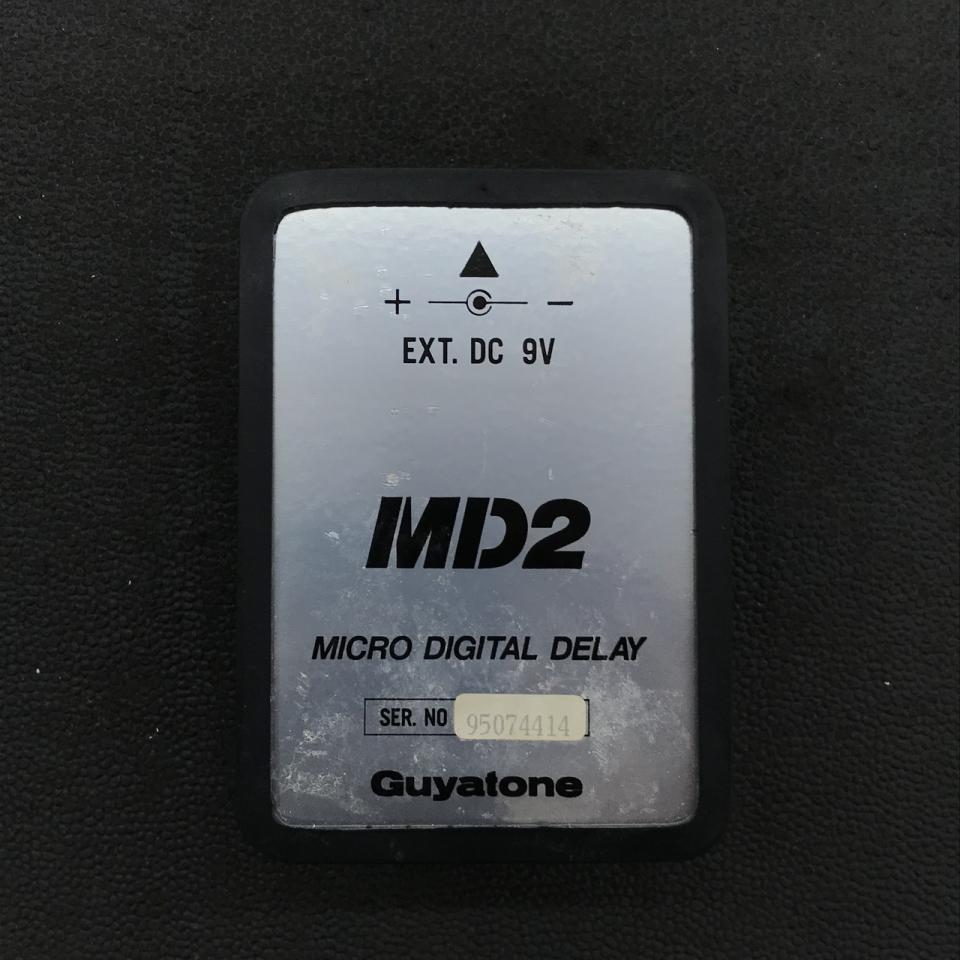 + −
EXT. DC 9V
MD2
MICRO DIGITAL DELAY
SER. NO 95074414
Guyatone